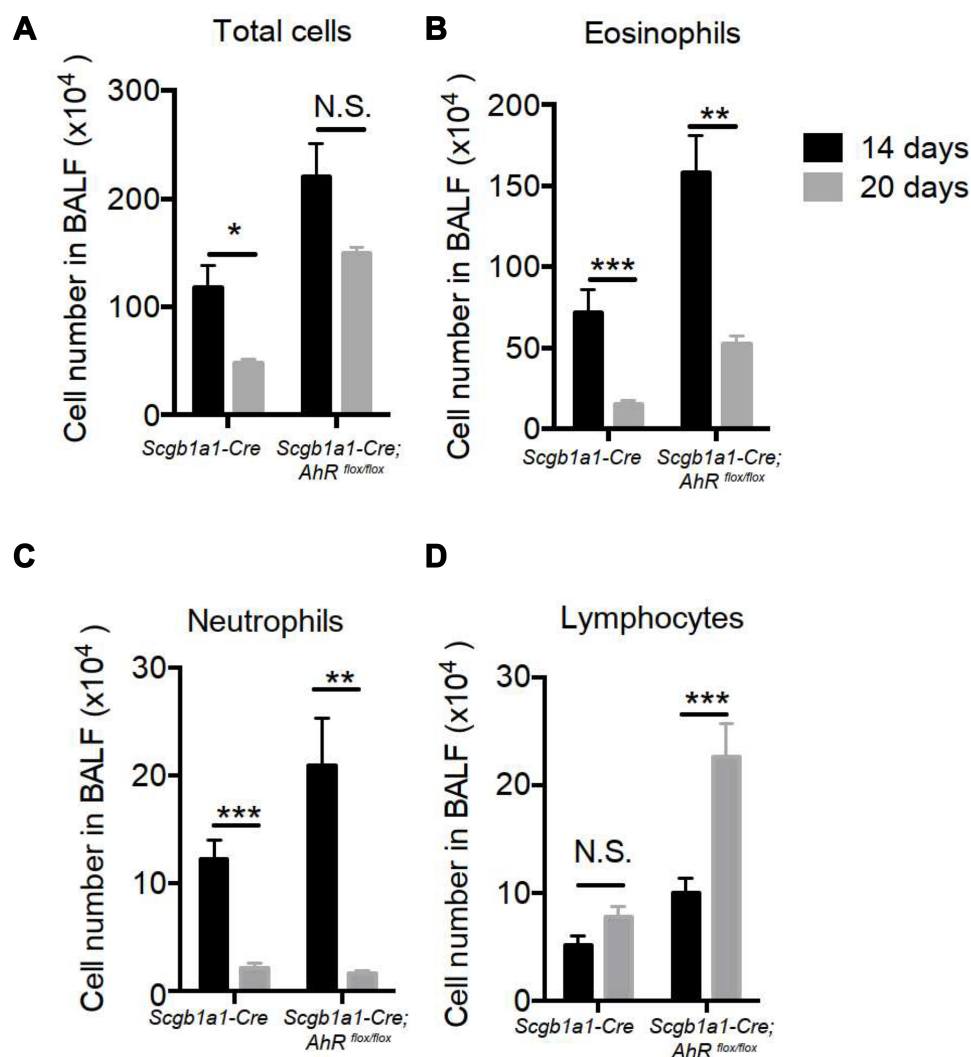 A
Total cells
Cell number in BALF (x10⁴ )
300
200
100
0
*
N.S.
Scgb1a1-Cre
Scgb1a1-Cre;
AhR flox/flox
B
Eosinophils
Cell number in BALF (x10⁴ )
200
150
100
50
0
***
**
Scgb1a1-Cre
Scgb1a1-Cre;
AhR flox/flox
14 days
20 days
C
Neutrophils
Cell number in BALF (x10⁴ )
30
20
10
0
***
**
Scgb1a1-Cre
Scgb1a1-Cre;
AhR flox/flox
D
Lymphocytes
Cell number in BALF (x10⁴ )
30
20
10
0
N.S.
***
Scgb1a1-Cre
Scgb1a1-Cre;
AhR flox/flox